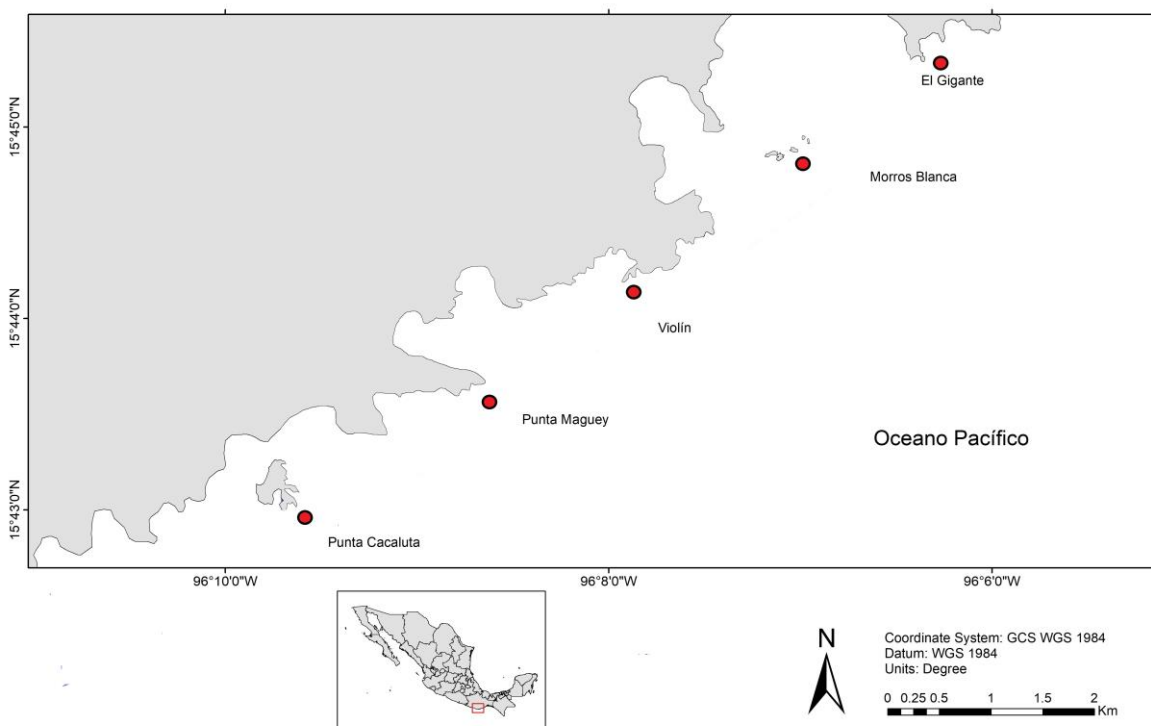 El Gigante
15°45'0"N
Morros Blanca
15°44'0"N
Violín
Punta Maguey
Oceano Pacífico
15°43'0"N
Punta Cacaluta
96°10'0"W
96°8'0"W
96°6'0"W
N
Coordinate System: GCS WGS 1984
Datum: WGS 1984
Units: Degree
0 0.25 0.5 1 1.5 2
Km